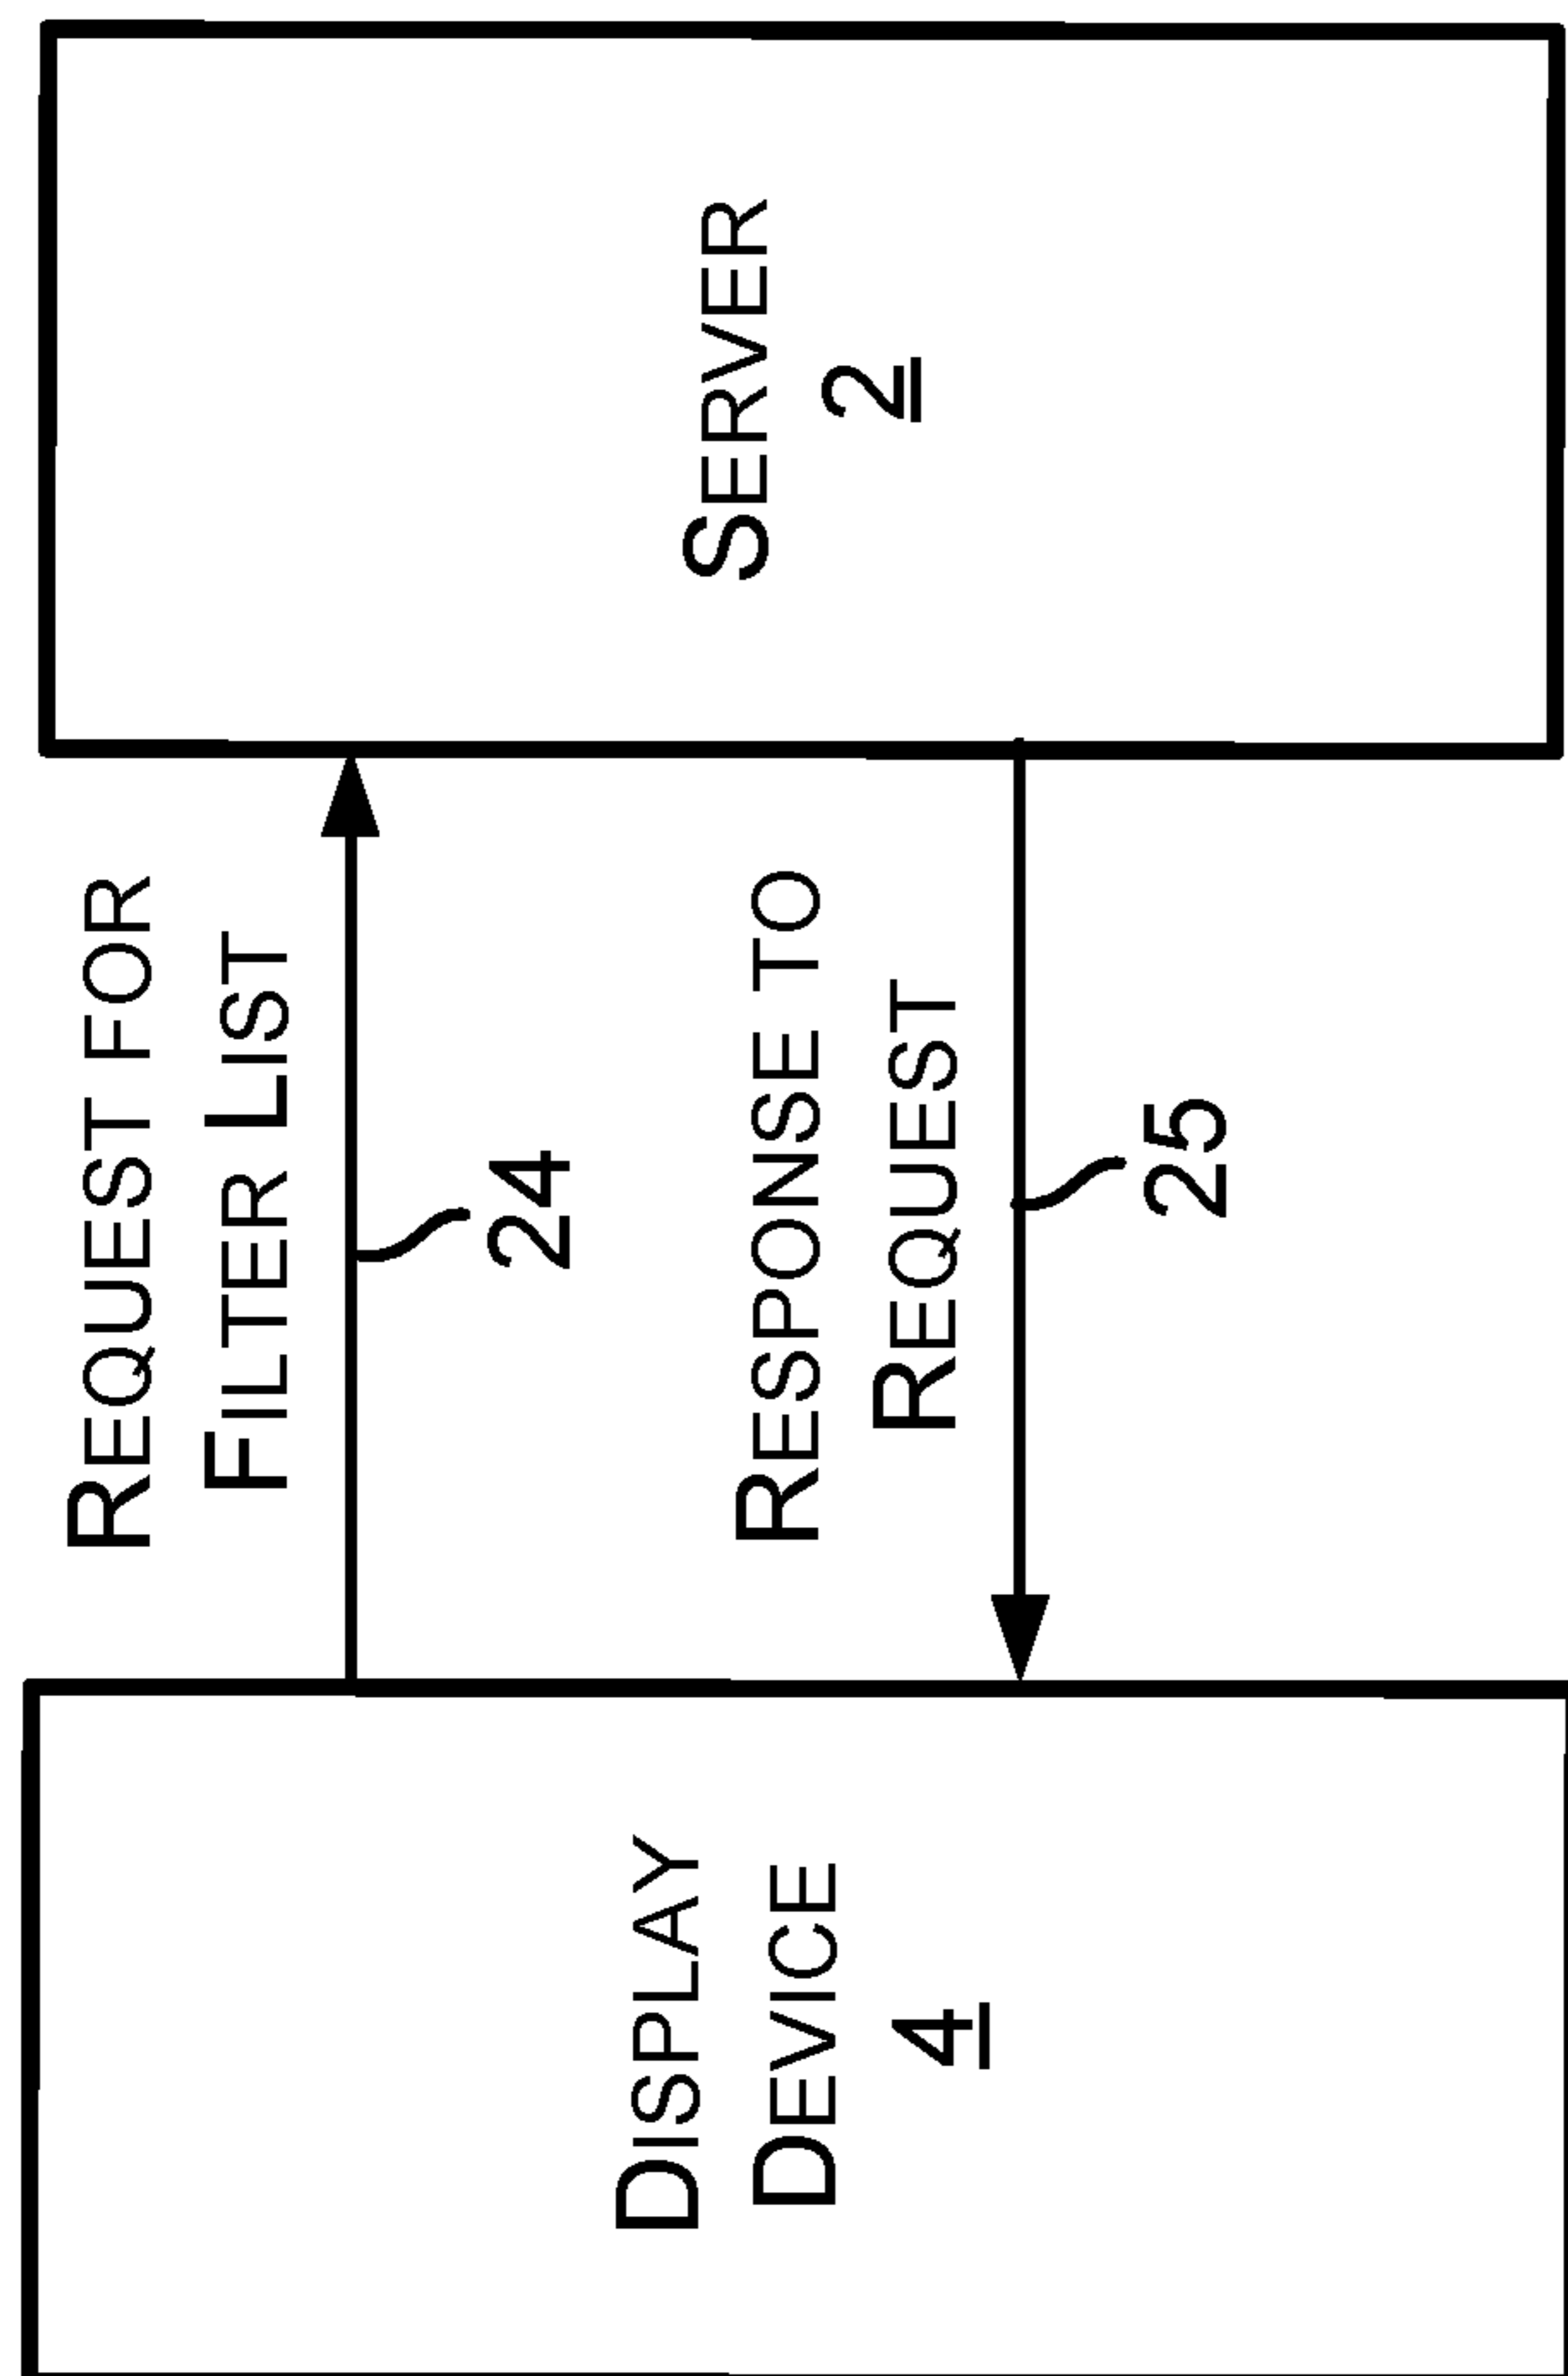 REQUEST FOR
FILTER LIST
24
RESPONSE TO
REQUEST
25
DISPLAY
DEVICE
4
SERVER
2